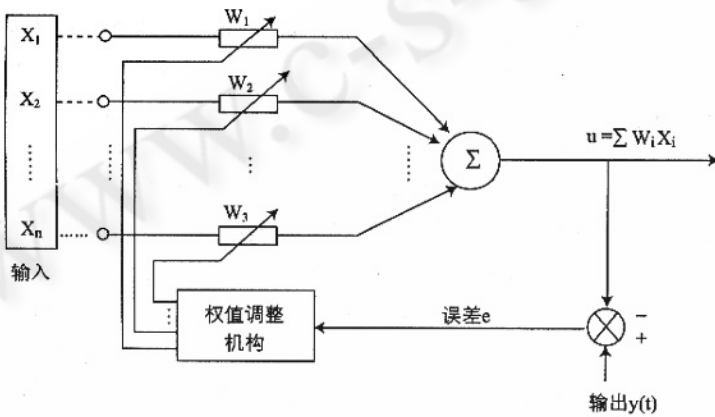 X₁
W₁
X₂
W₂
u=∑ WᵢXᵢ
∑
Xₙ
W₃
输入
权值调整
机构
误差e
−
+
输出y(t)
www.c-s-